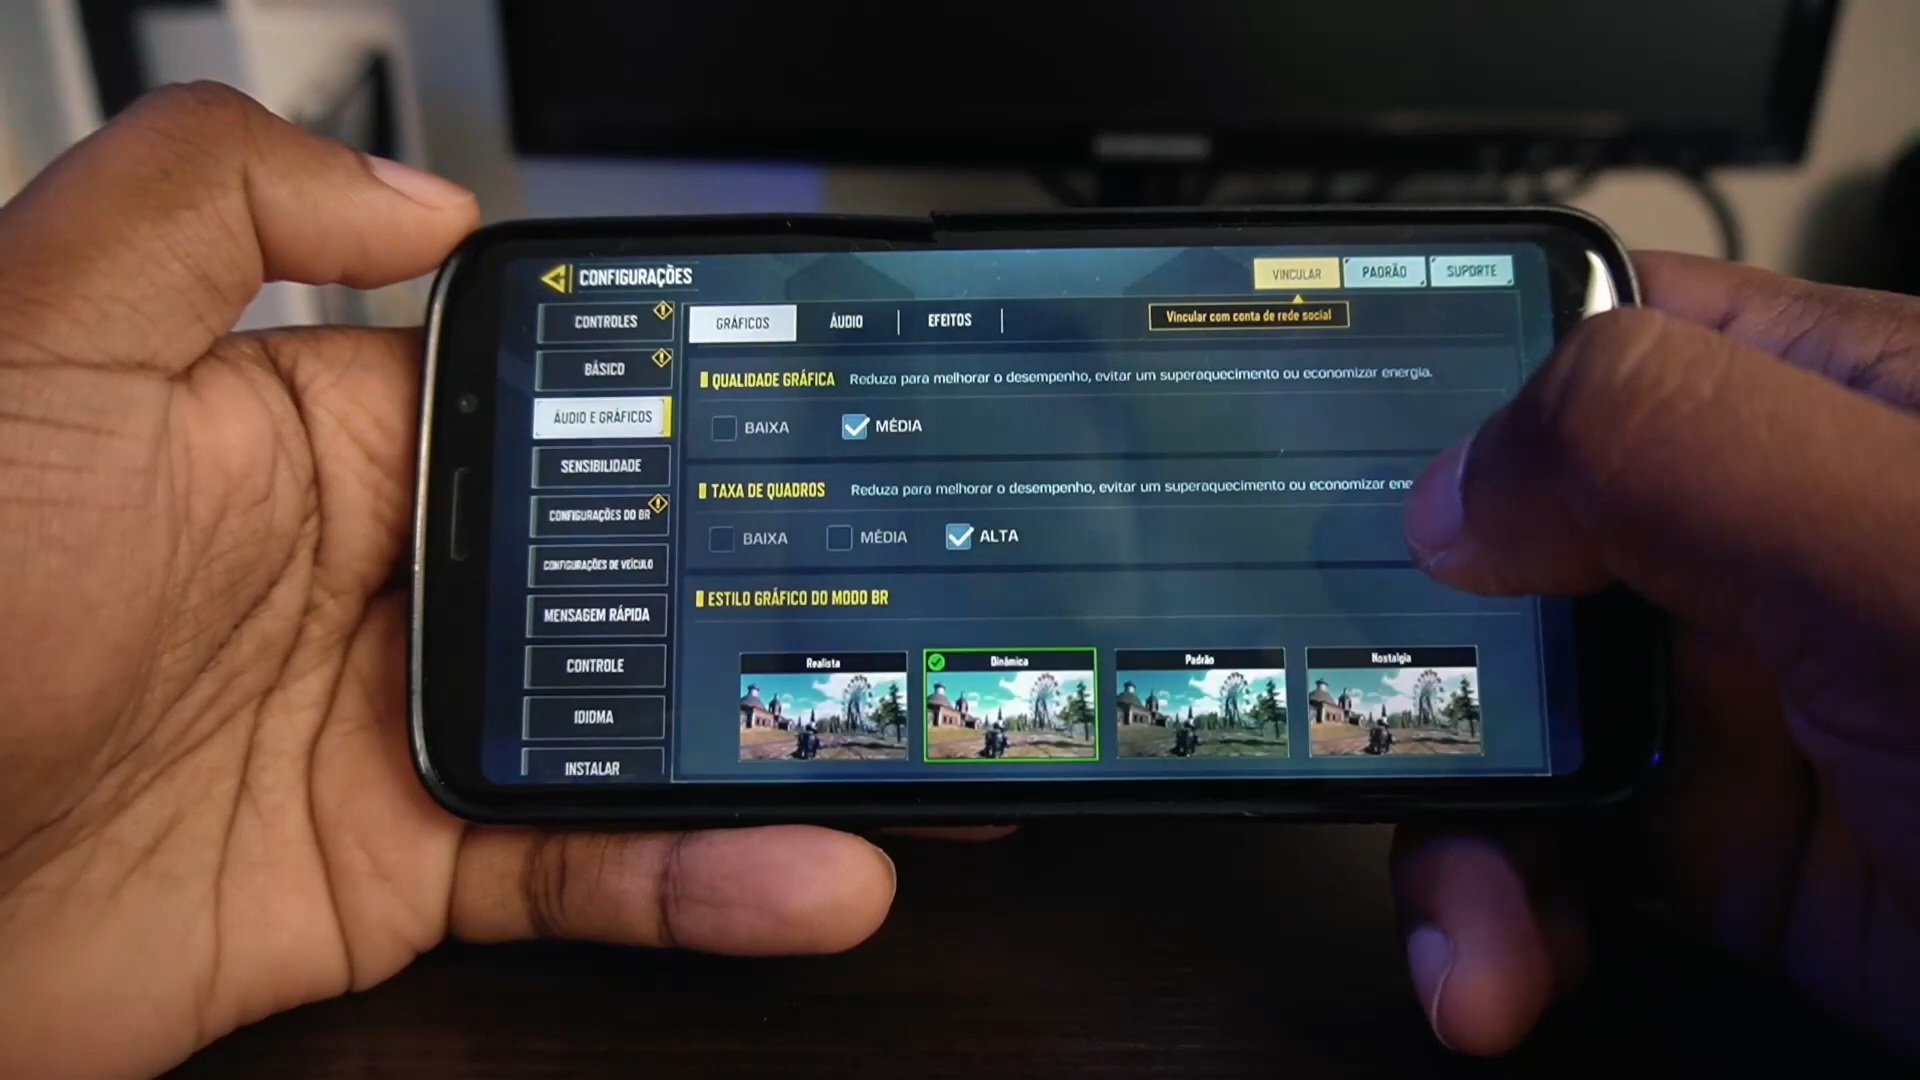 CONFIGURAÇÕES
VINCULAR
PADRÃO
SUPORTE
Vincular com conta de rede social
CONTROLES
BÁSICO
ÁUDIO E GRÁFICOS
SENSIBILIDADE
CONFIGURAÇÕES DO BR
CONFIGURAÇÕES DE VEÍCULO
MENSAGEM RÁPIDA
CONTROLE
IDIOMA
INSTALAR
GRÁFICOS
ÁUDIO
EFEITOS
QUALIDADE GRÁFICA Reduza para melhorar o desempenho, evitar um superaquecimento ou economizar energia.
BAIXA MÉDIA
TAXA DE QUADROS Reduza para melhorar o desempenho, evitar um superaquecimento ou economizar ene
BAIXA MÉDIA ALTA
ESTILO GRÁFICO DO MODO BR
Realista
Dinâmica
Padrão
Nostalgia